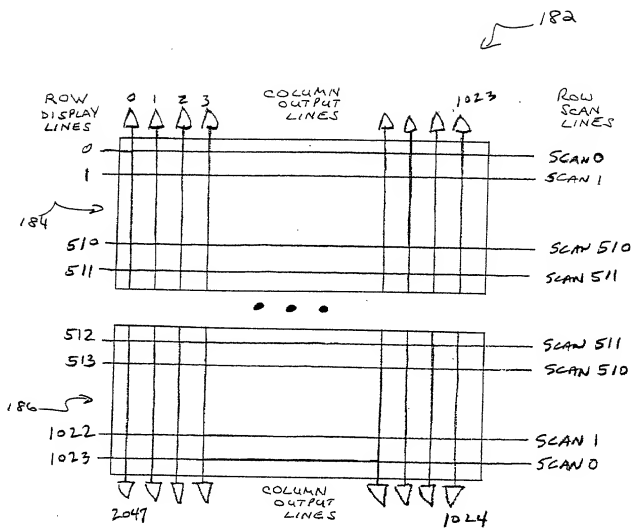 182
ROW DISPLAY LINES
0 1 2 3
COLUMN OUTPUT LINES
1023
ROW SCAN LINES
0 SCAN 0
1 SCAN 1
184
510 SCAN 510
511 SCAN 511
512 SCAN 511
513 SCAN 510
186
1022 SCAN 1
1023 SCAN 0
2047
COLUMN OUTPUT LINES
1024